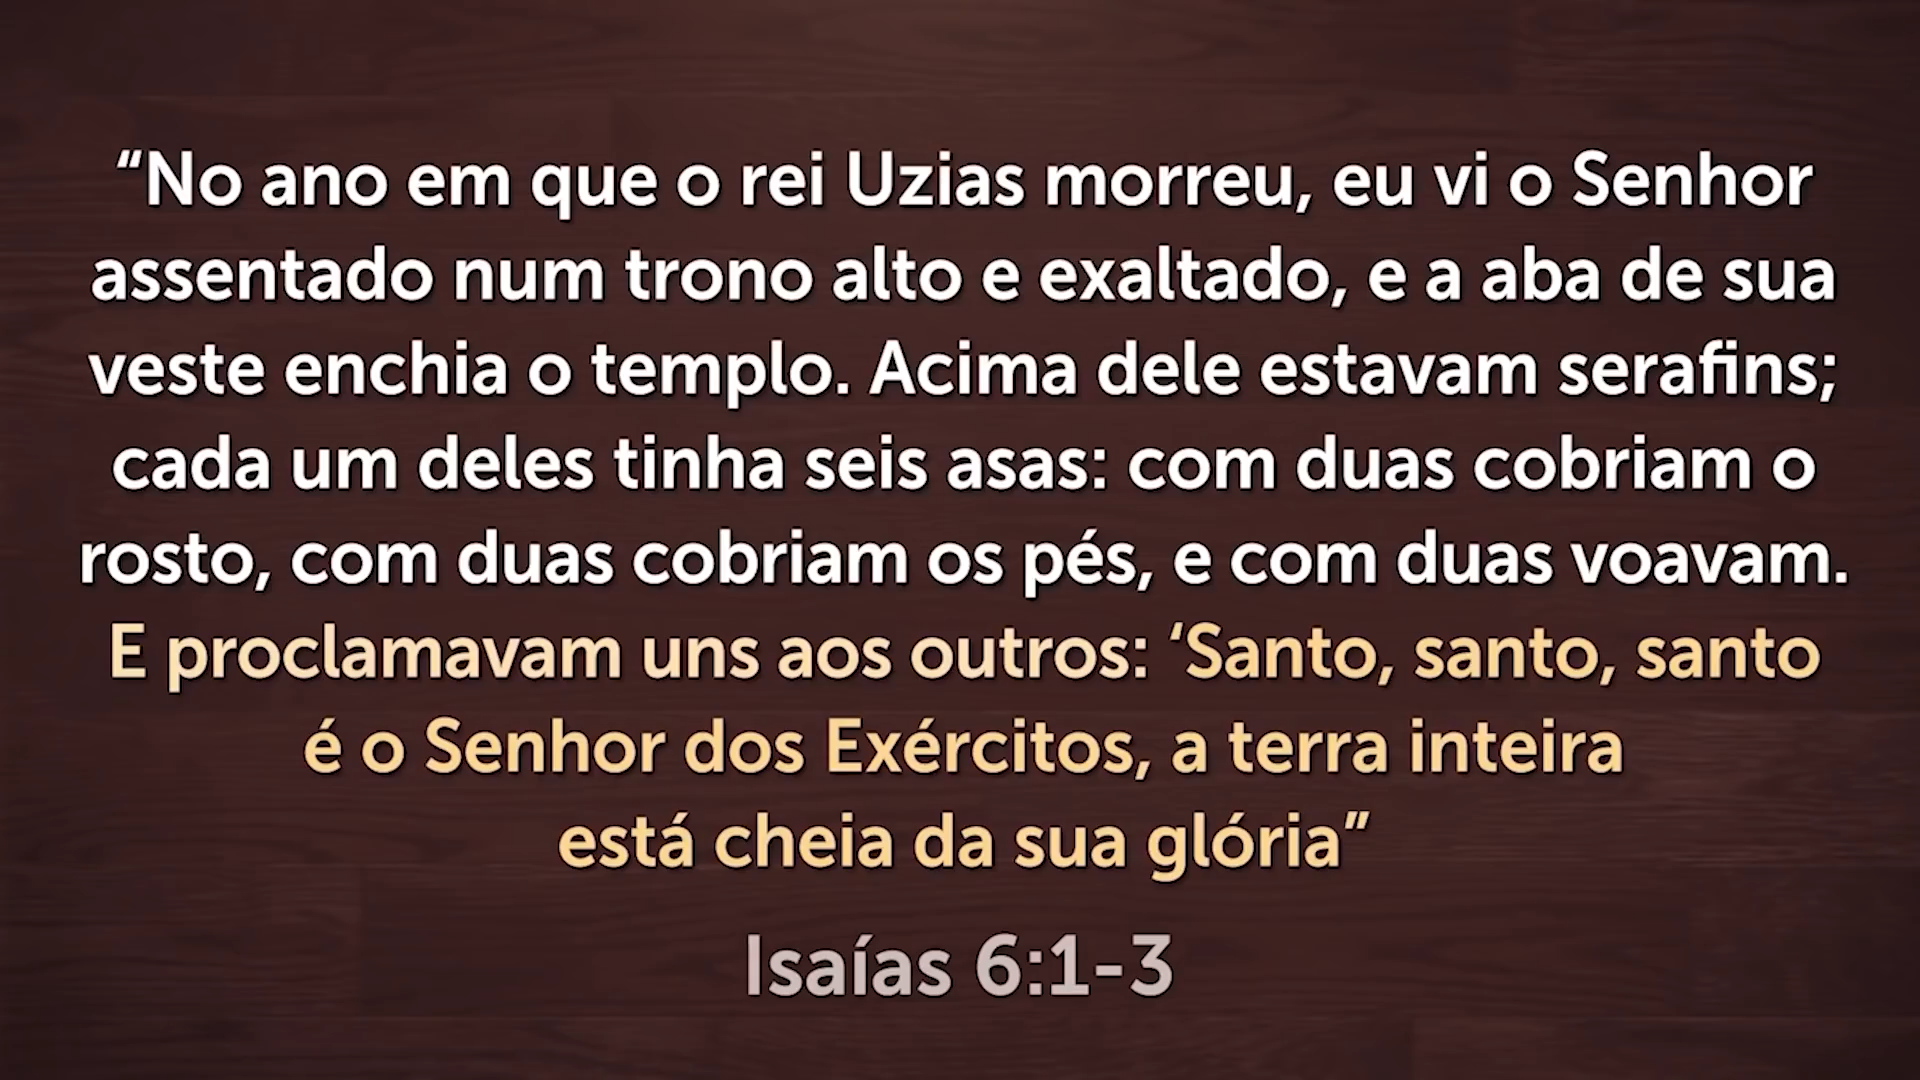 “No ano em que o rei Uzias morreu, eu vi o Senhor
assentado num trono alto e exaltado, e a aba de sua
veste enchia o templo. Acima dele estavam serafins;
cada um deles tinha seis asas: com duas cobriam o
rosto, com duas cobriam os pés, e com duas voavam.
E proclamavam uns aos outros: ‘Santo, santo, santo
é o Senhor dos Exércitos, a terra inteira
está cheia da sua glória”
Isaías 6:1-3